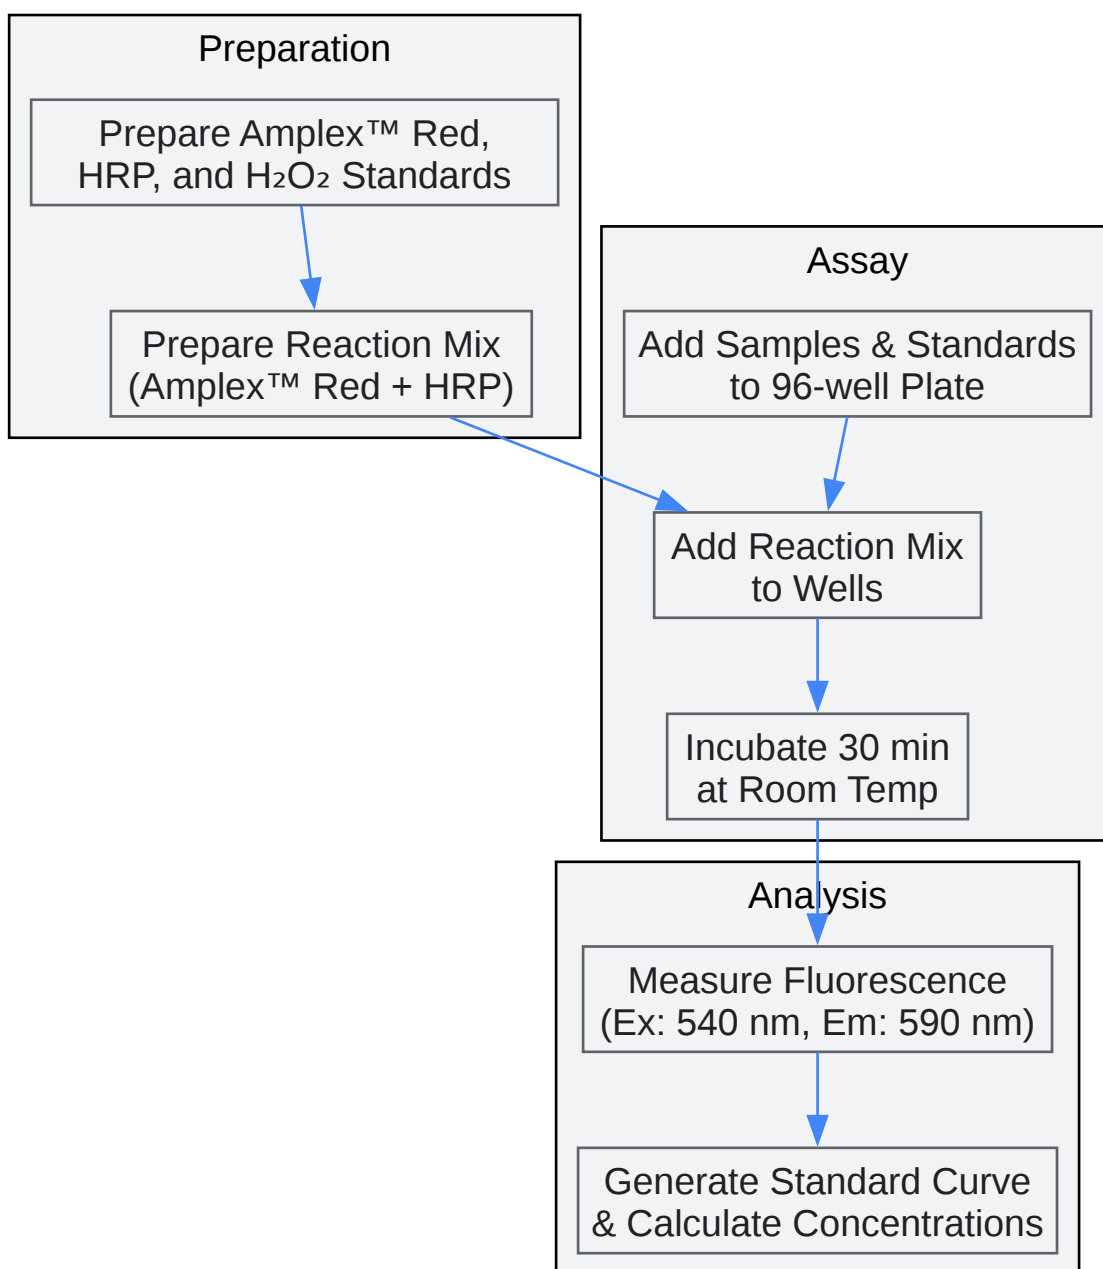 Preparation
Prepare Amplex™ Red,
HRP, and H₂O₂ Standards
Prepare Reaction Mix
(Amplex™ Red + HRP)
Assay
Add Samples & Standards
to 96-well Plate
Add Reaction Mix
to Wells
Incubate 30 min
at Room Temp
Analysis
Measure Fluorescence
(Ex: 540 nm, Em: 590 nm)
Generate Standard Curve
& Calculate Concentrations